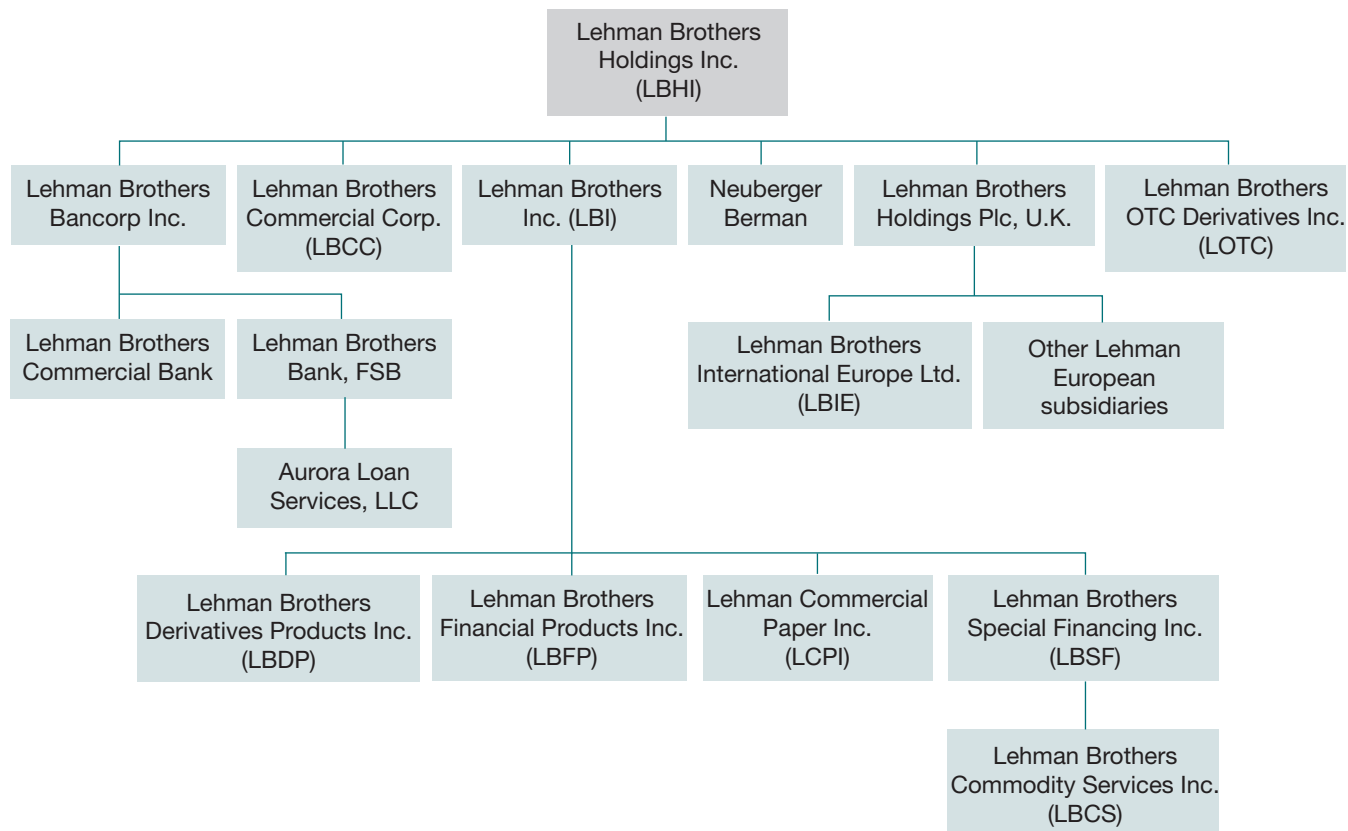 Lehman Brothers
Holdings Inc.
(LBHI)
Lehman Brothers
Bancorp Inc.
Lehman Brothers
Commercial Corp.
(LBCC)
Lehman Brothers
Inc. (LBI)
Neuberger
Berman
Lehman Brothers
Holdings Plc, U.K.
Lehman Brothers
OTC Derivatives Inc.
(LOTC)
Lehman Brothers
Commercial Bank
Lehman Brothers
Bank, FSB
Lehman Brothers
International Europe Ltd.
(LBIE)
Other Lehman
European
subsidiaries
Aurora Loan
Services, LLC
Lehman Brothers
Derivatives Products Inc.
(LBDP)
Lehman Brothers
Financial Products Inc.
(LBFP)
Lehman Commercial
Paper Inc.
(LCPI)
Lehman Brothers
Special Financing Inc.
(LBSF)
Lehman Brothers
Commodity Services Inc.
(LBCS)